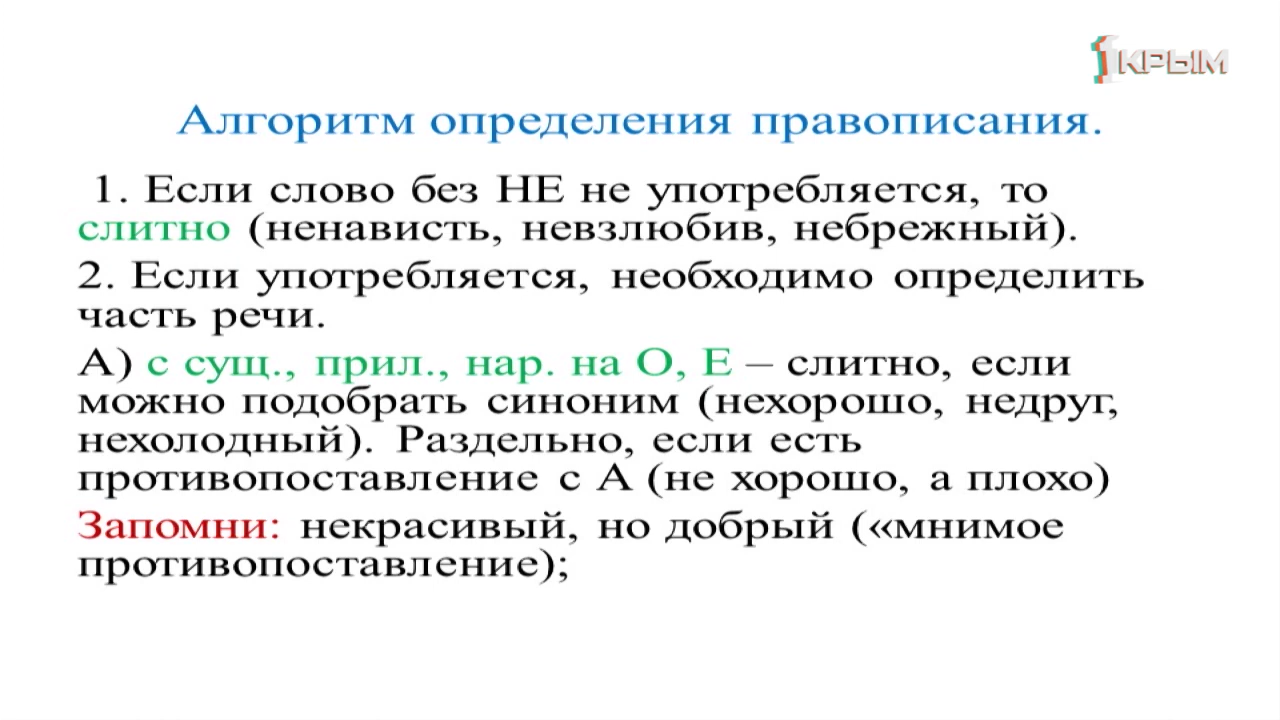 1КРЫМ
Алгоритм определения правописания.
1. Если слово без НЕ не употребляется, то
слитно (ненависть, невзлюбив, небрежный).
2. Если употребляется, необходимо определить
часть речи.
А) с сущ., прил., нар. на О, Е – слитно, если
можно подобрать синоним (нехорошо, недруг,
нехолодный). Раздельно, если есть
противопоставление с А (не хорошо, а плохо)
Запомни: некрасивый, но добрый («мнимое
противопоставление);